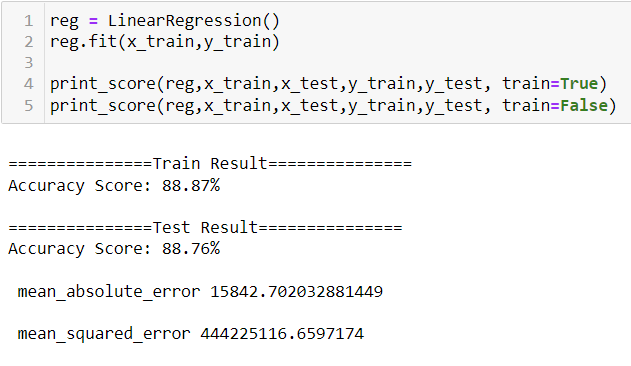 1 reg = LinearRegression()
2 reg.fit(x_train,y_train)
3
4 print_score(reg,x_train,x_test,y_train,y_test, train=True)
5 print_score(reg,x_train,x_test,y_train,y_test, train=False)
===============Train Result===============
Accuracy Score: 88.87%
===============Test Result===============
Accuracy Score: 88.76%
mean_absolute_error 15842.702032881449
mean_squared_error 444225116.6597174